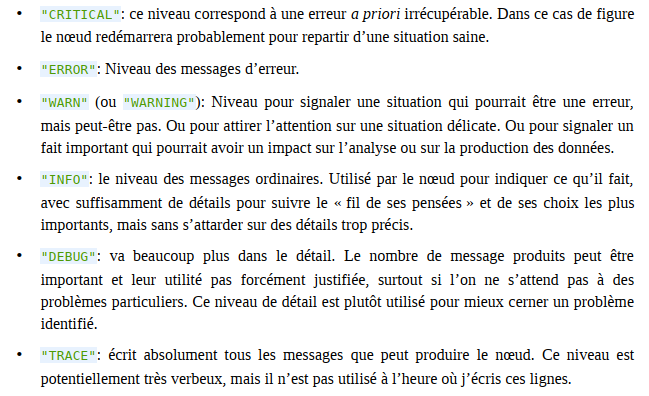 • "CRITICAL": ce niveau correspond à une erreur a priori irrécupérable. Dans ce cas de figure
le nœud redémarrera probablement pour repartir d’une situation saine.
• "ERROR": Niveau des messages d’erreur.
• "WARN" (ou "WARNING"): Niveau pour signaler une situation qui pourrait être une erreur,
mais peut-être pas. Ou pour attirer l’attention sur une situation délicate. Ou pour signaler un
fait important qui pourrait avoir un impact sur l’analyse ou sur la production des données.
• "INFO": le niveau des messages ordinaires. Utilisé par le nœud pour indiquer ce qu’il fait,
avec suffisamment de détails pour suivre le « fil de ses pensées » et de ses choix les plus
importants, mais sans s’attarder sur des détails trop précis.
• "DEBUG": va beaucoup plus dans le détail. Le nombre de message produits peut être
important et leur utilité pas forcément justifiée, surtout si l’on ne s’attend pas à des
problèmes particuliers. Ce niveau de détail est plutôt utilisé pour mieux cerner un problème
identifié.
• "TRACE": écrit absolument tous les messages que peut produire le nœud. Ce niveau est
potentiellement très verbeux, mais il n’est pas utilisé à l’heure où j’écris ces lignes.